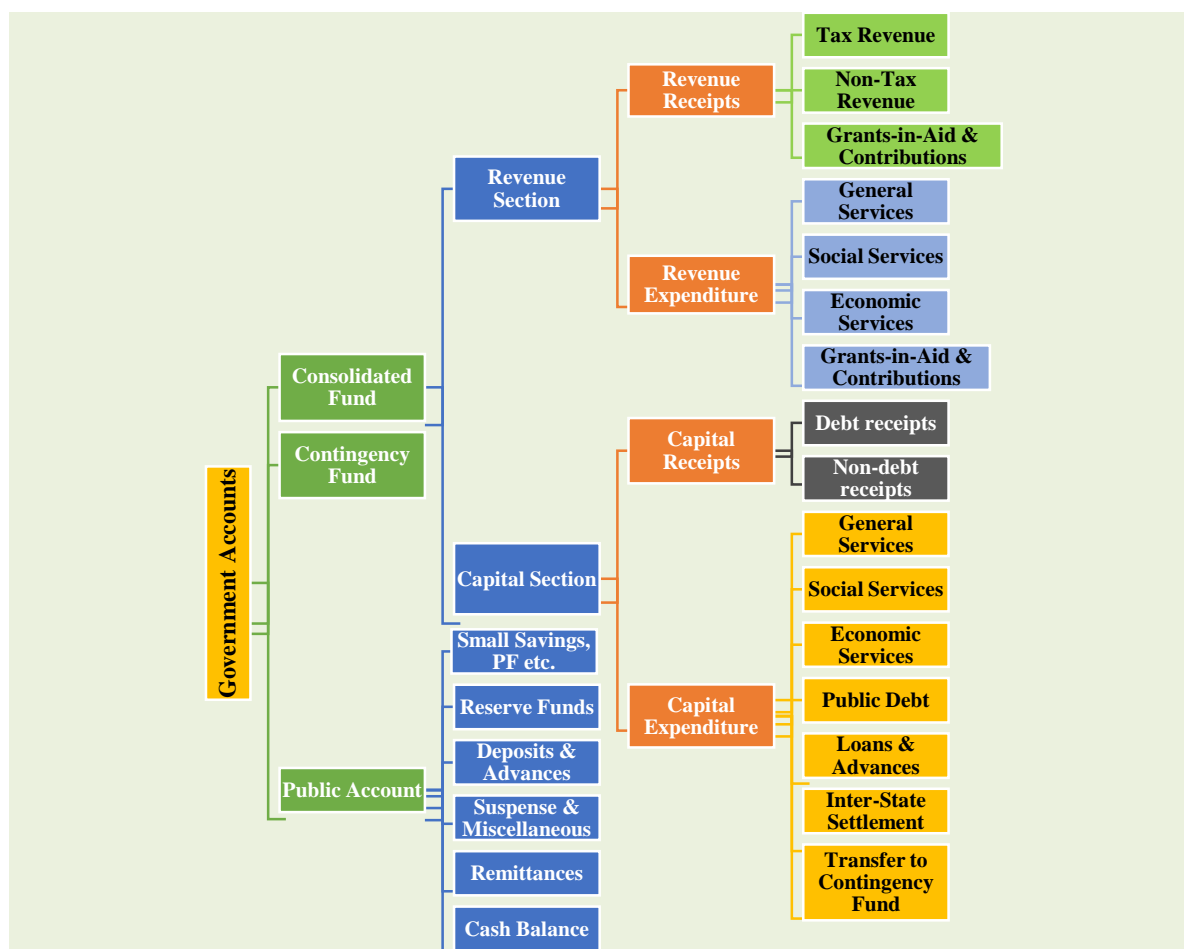 Government Accounts
Consolidated
Fund
Contingency
Fund
Public Account
Revenue
Section
Capital Section
Small Savings,
PF etc.
Reserve Funds
Deposits &
Advances
Suspense &
Miscellaneous
Remittances
Cash Balance
Revenue
Receipts
Revenue
Expenditure
Capital
Receipts
Capital
Expenditure
Tax Revenue
Non-Tax
Revenue
Grants-in-Aid &
Contributions
General
Services
Social Services
Economic
Services
Grants-in-Aid &
Contributions
Debt receipts
Non-debt
receipts
General
Services
Social Services
Economic
Services
Public Debt
Loans &
Advances
Inter-State
Settlement
Transfer to
Contingency
Fund